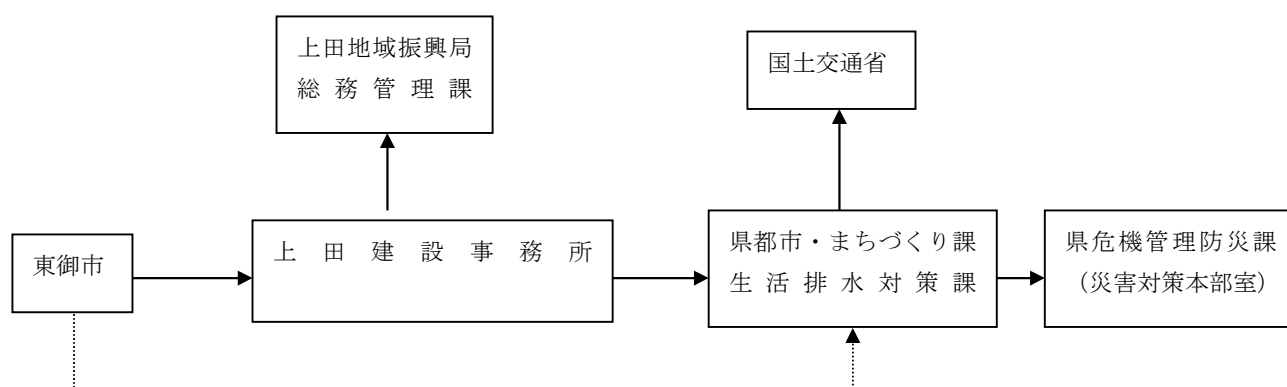 上田地域振興局
総務管理課
国土交通省
東御市
上田建設事務所
県都市・まちづくり課
生活排水対策課
県危機管理防災課
（災害対策本部室）